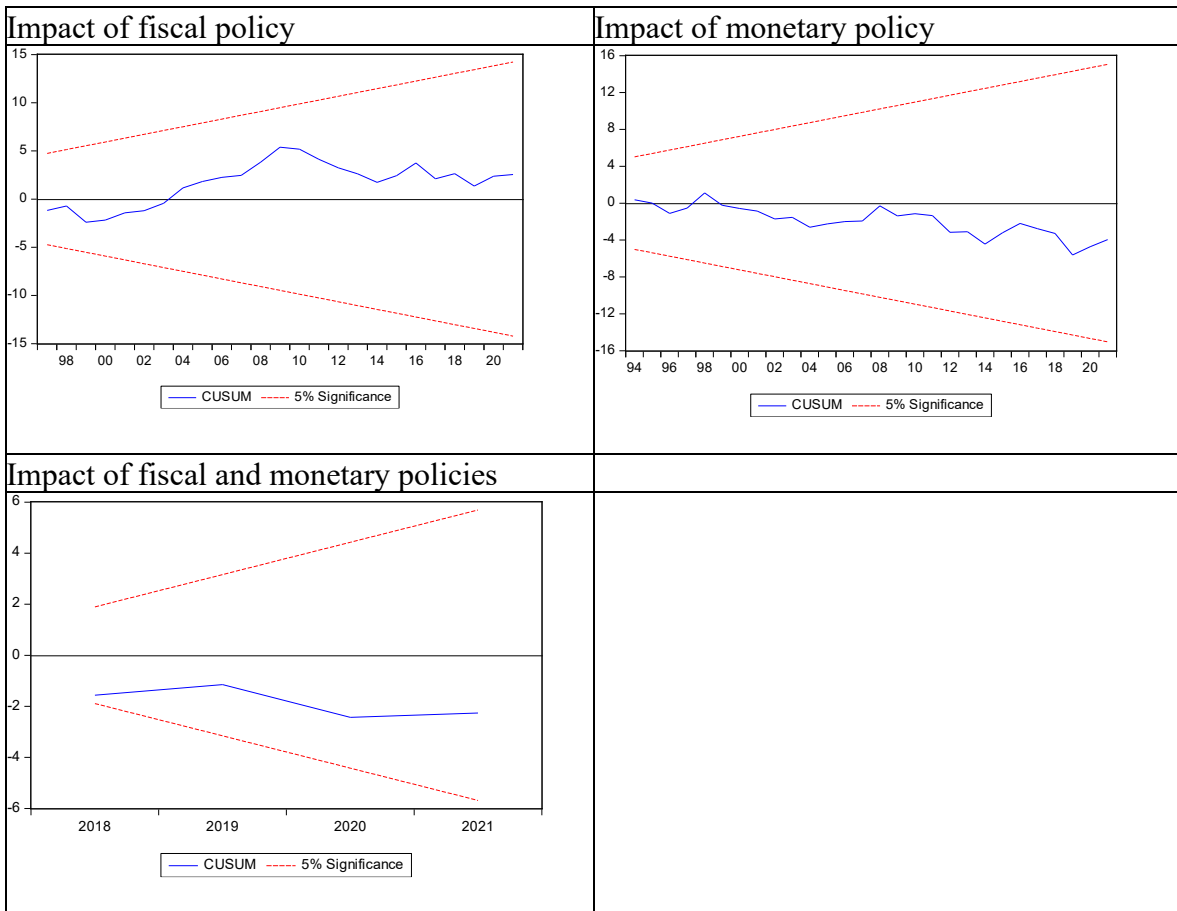 Impact of fiscal policy
15
10
5
0
-5
-10
-15
98 00 02 04 06 08 10 12 14 16 18 20
CUSUM 5% Significance
Impact of monetary policy
16
12
8
4
0
-4
-8
-12
-16
94 96 98 00 02 04 06 08 10 12 14 16 18 20
CUSUM 5% Significance
Impact of fiscal and monetary policies
6
4
2
0
-2
-4
-6
2018 2019 2020 2021
CUSUM 5% Significance